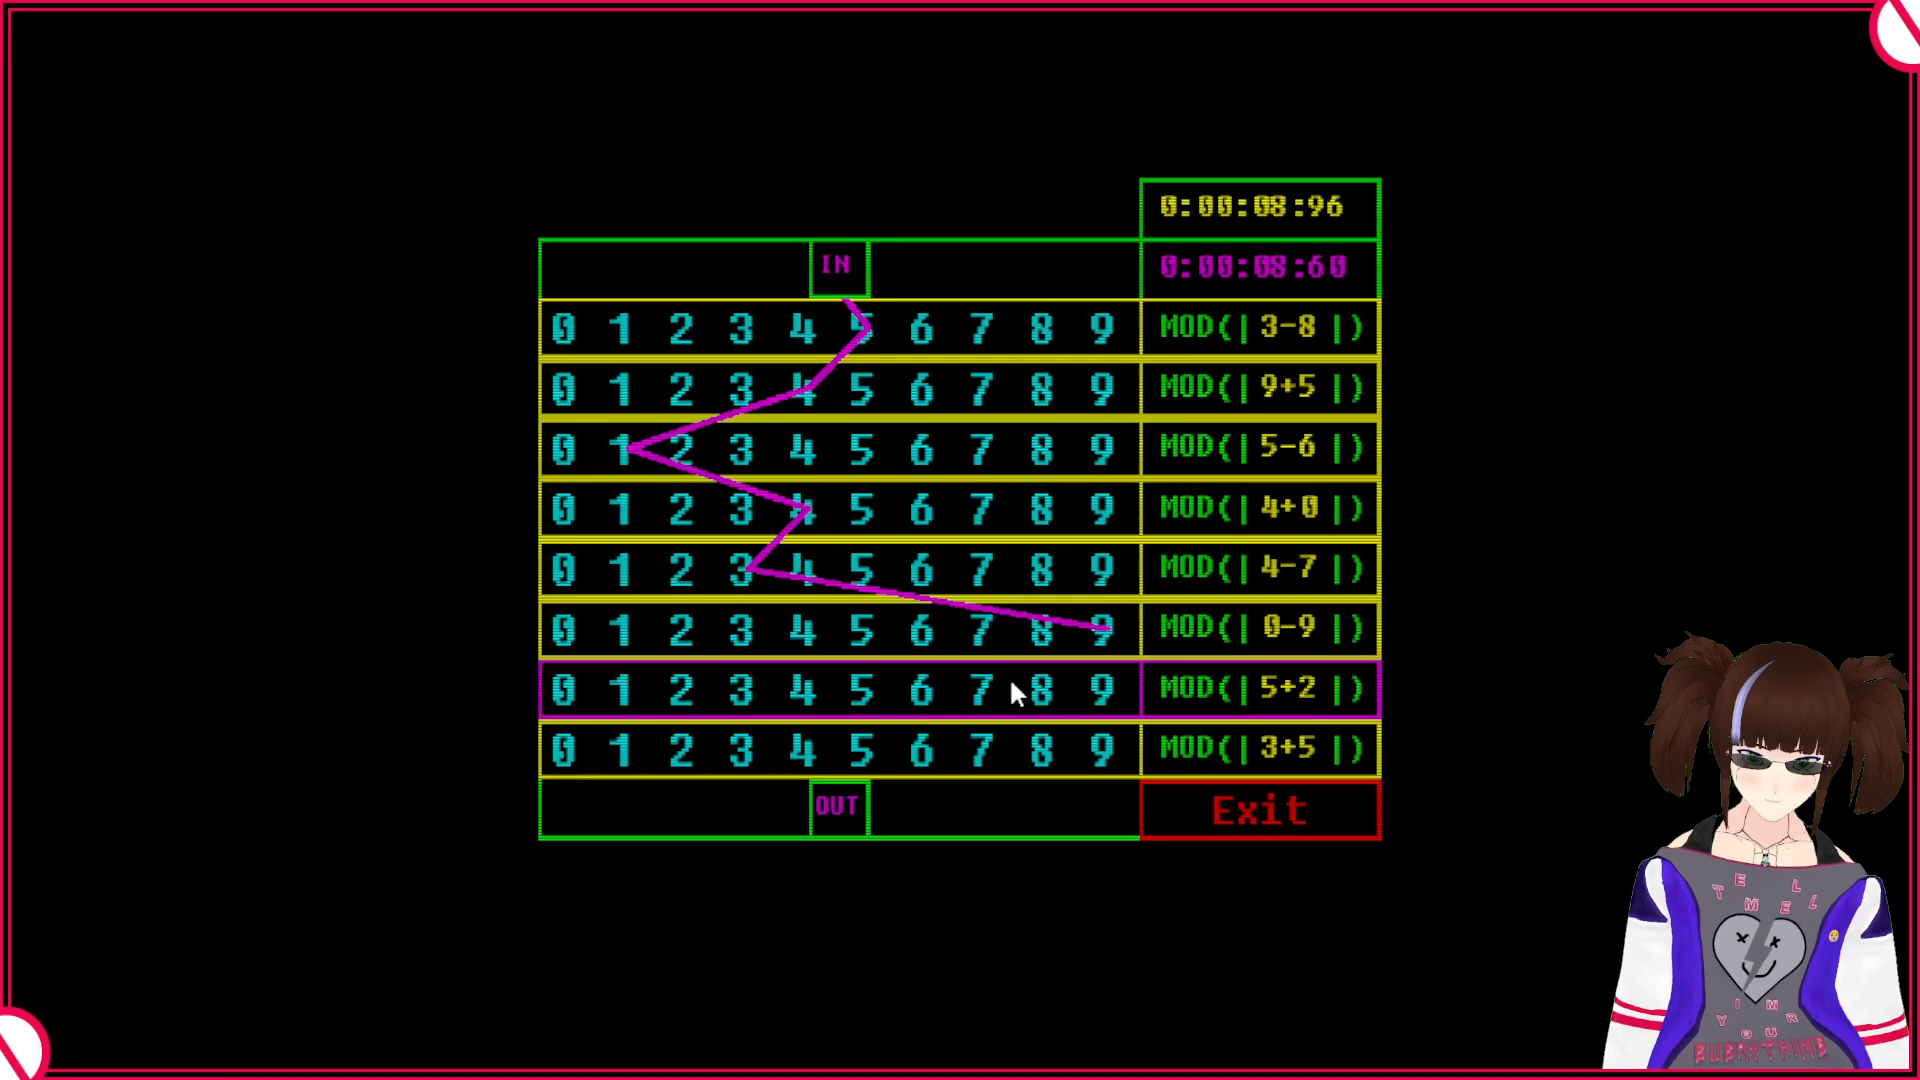 0:00:08:96
IN 0:00:08:60
0 1 2 3 4 5 6 7 8 9 MOD(| 3-8 |)
0 1 2 3 4 5 6 7 8 9 MOD(| 9+5 |)
0 1 2 3 4 5 6 7 8 9 MOD(| 5-6 |)
0 1 2 3 4 5 6 7 8 9 MOD(| 4+0 |)
0 1 2 3 4 5 6 7 8 9 MOD(| 4-7 |)
0 1 2 3 4 5 6 7 8 9 MOD(| 0-9 |)
0 1 2 3 4 5 6 7 8 9 MOD(| 5+2 |)
0 1 2 3 4 5 6 7 8 9 MOD(| 3+5 |)
OUT Exit
TELL
MEL
I M
YOUR